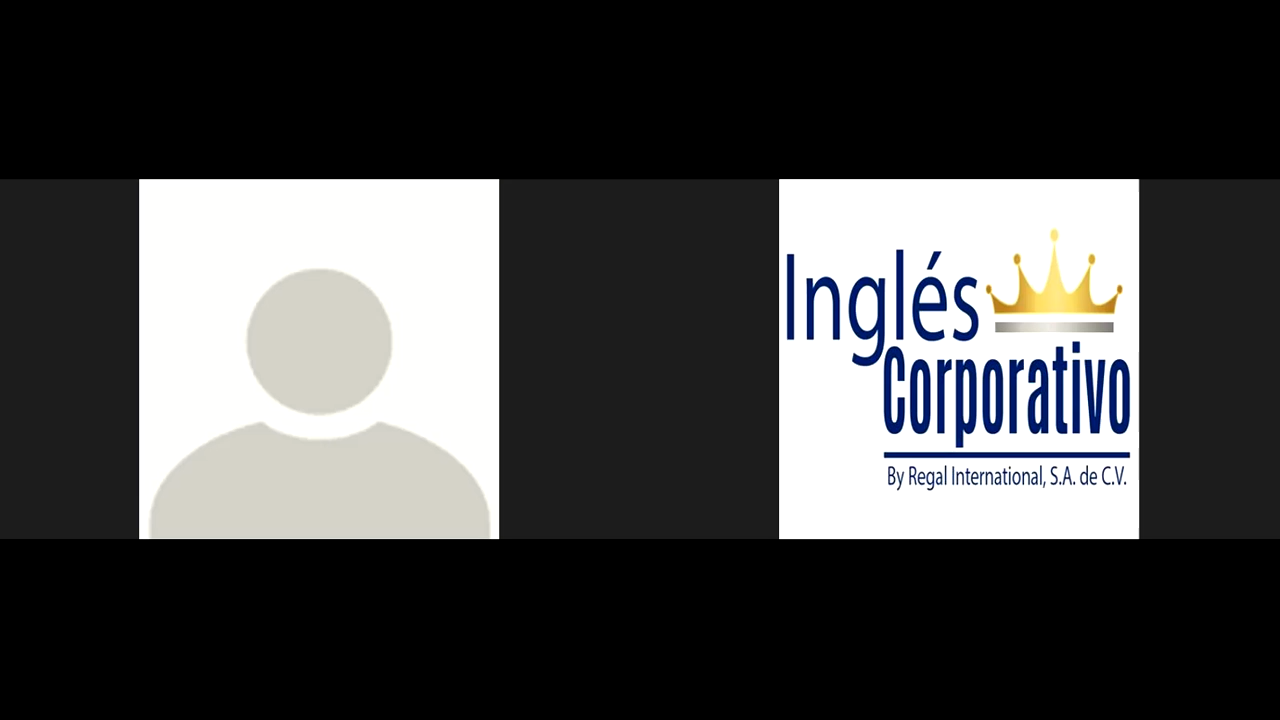 Inglés
Corporativo
By Regal International, S.A. de C.V.